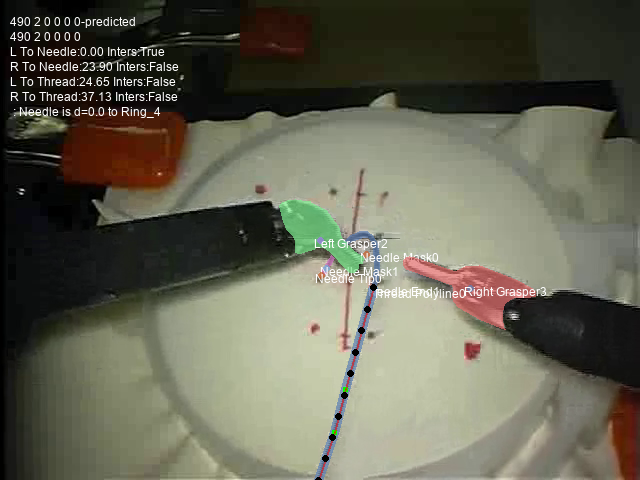 490 2 0 0 0 0-predicted
490 2 0 0 0 0
L To Needle:0.00 Inters:True
R To Needle:23.90 Inters:False
L To Thread:24.65 Inters:False
R To Thread:37.13 Inters:False
: Needle is d=0.0 to Ring_4
Left Grasper2
Needle Mask0
Needle Mask1
Needle Tip0
Right Grasper3
Thread Polyline0